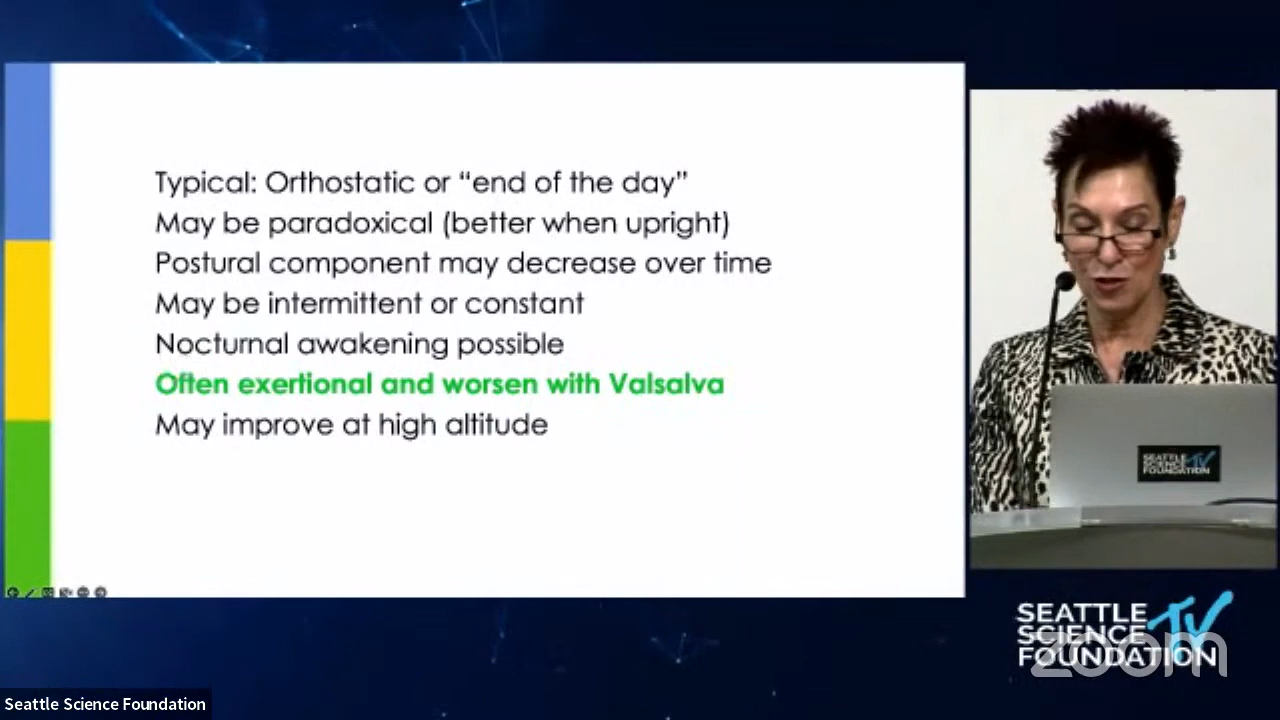 Typical: Orthostatic or “end of the day”
May be paradoxical (better when upright)
Postural component may decrease over time
May be intermittent or constant
Nocturnal awakening possible
Often exertional and worsen with Valsalva
May improve at high altitude
SEATTLE
SCIENCE TV
FOUNDATION
SEATTLE
SCIENCE TV
FOUNDATION
zoom
Seattle Science Foundation